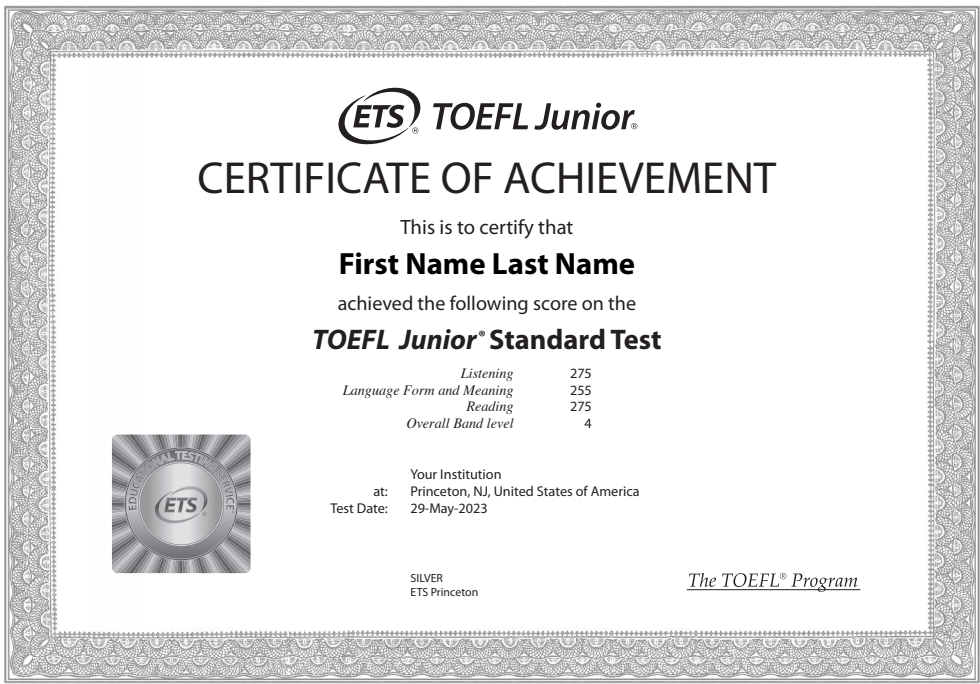 ETS® TOEFL Junior®
CERTIFICATE OF ACHIEVEMENT
This is to certify that
First Name Last Name
achieved the following score on the
TOEFL Junior® Standard Test
Listening 275
Language Form and Meaning 255
Reading 275
Overall Band level 4
EDUCATIONAL TESTING SERVICE
ETS®
Your Institution
at: Princeton, NJ, United States of America
Test Date: 29-May-2023
SILVER
ETS Princeton
The TOEFL® Program